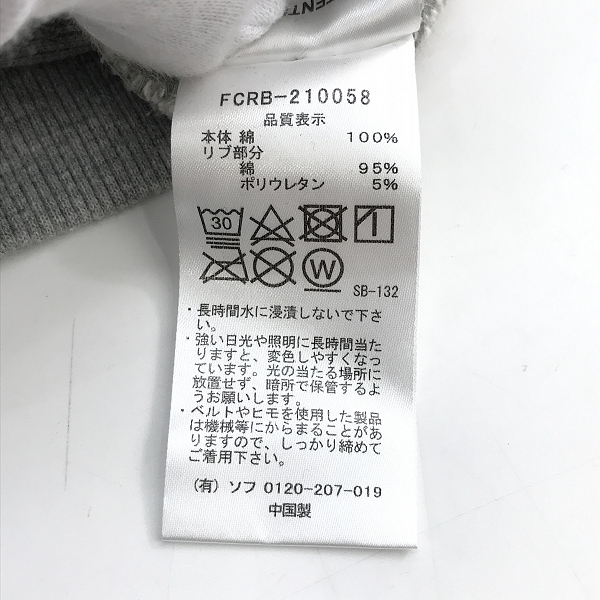 FCRB-210058
品質表示
本体 綿 100%
リブ部分
綿 95%
ポリウレタン 5%
30
W
SB-132
・長時間水に浸漬しないで下さ
い。
・強い日光や照明に長時間当た
りますと、変色しやすくなっ
ています。光の当たる場所に
放置せず、暗所で保管するよ
うお願いします。
・ベルトやヒモを使用した製品
は機械等にからまることがあ
りますので、しっかり締めて
ご着用下さい。
(有) ソフ 0120-207-019
中国製